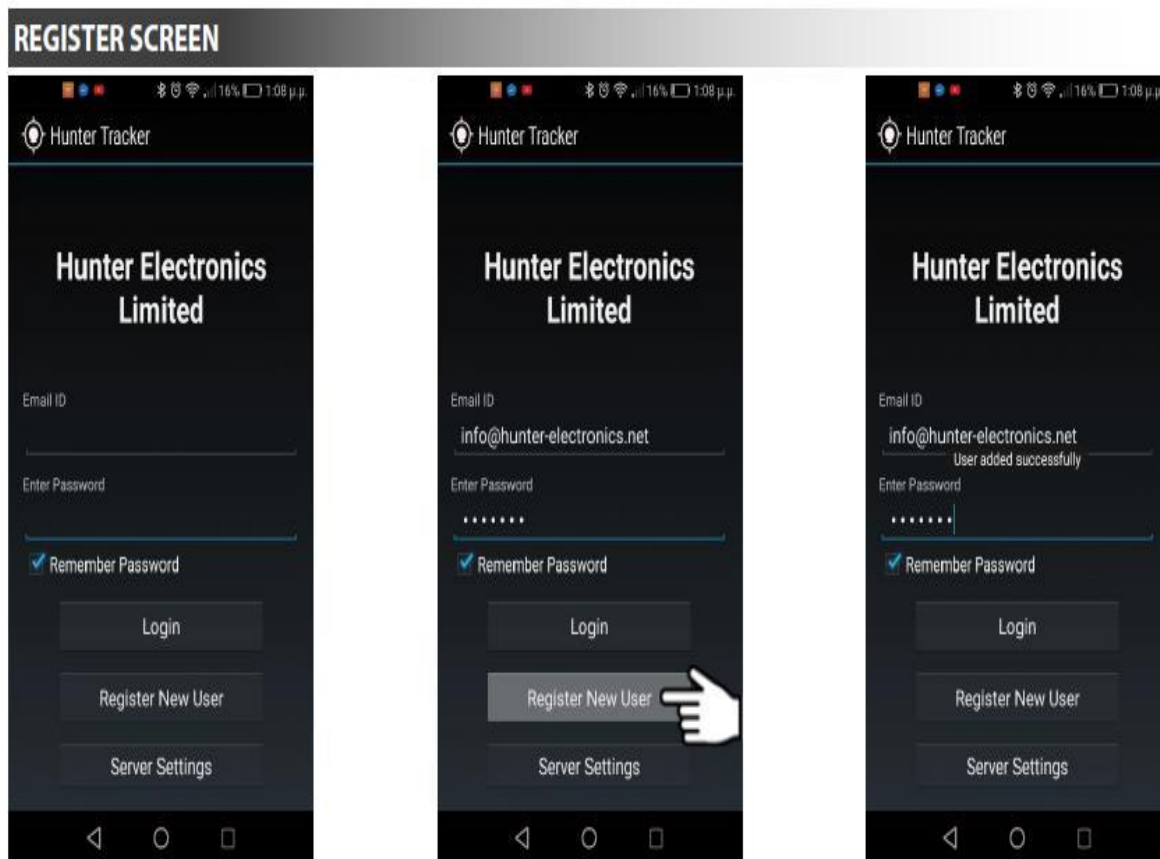 REGISTER SCREEN
16% 1:08 μ.μ.
Hunter Tracker
Hunter Electronics
Limited
Email ID
Enter Password
Remember Password
Login
Register New User
Server Settings
16% 1:08 μ.μ.
Hunter Tracker
Hunter Electronics
Limited
Email ID
info@hunter-electronics.net
Enter Password
•••••••
Remember Password
Login
Register New User
Server Settings
16% 1:08 μ.μ.
Hunter Tracker
Hunter Electronics
Limited
Email ID
info@hunter-electronics.net
User added successfully
Enter Password
•••••••
Remember Password
Login
Register New User
Server Settings